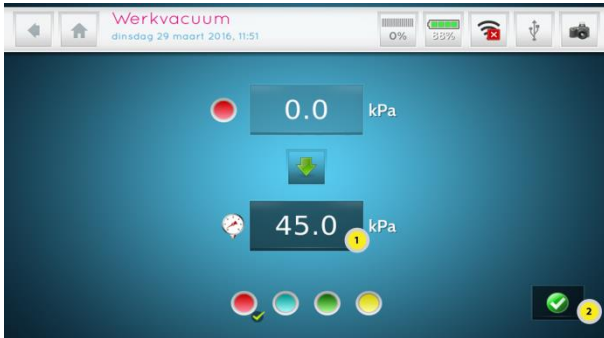 Werkvacuum
dinsdag 29 maart 2016, 11:51
0%
88%
0.0 kPa
45.0 kPa
1
2